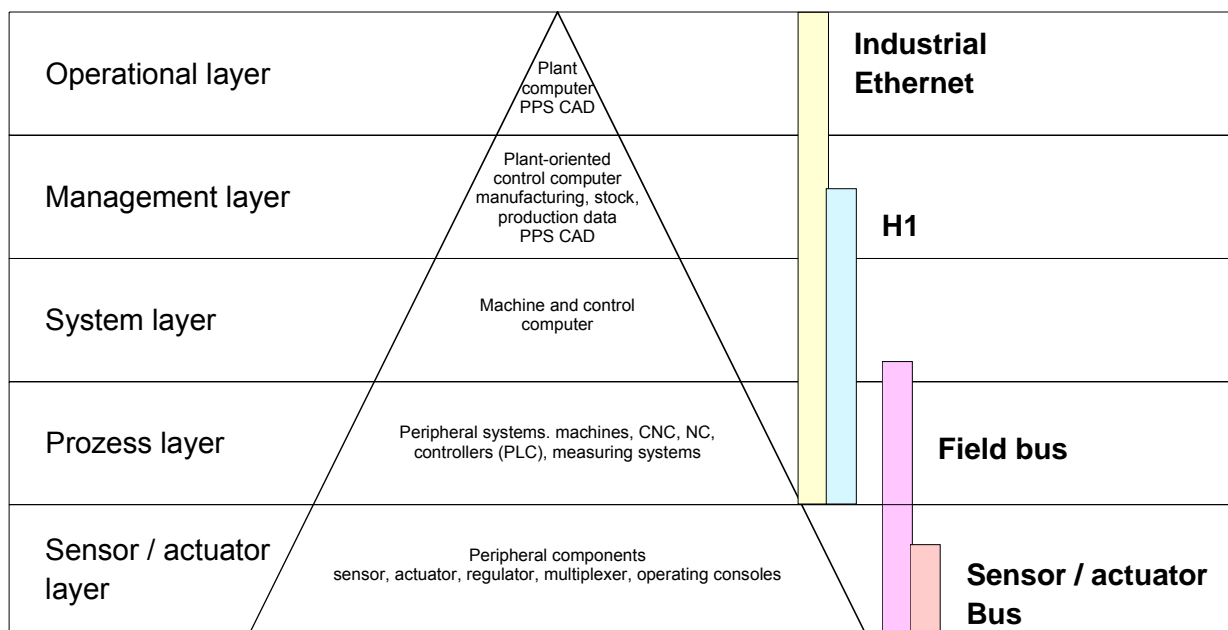 Operational layer
Plant
computer
PPS CAD
Industrial
Ethernet
Management layer
Plant-oriented
control computer
manufacturing, stock,
production data
PPS CAD
H1
System layer
Machine and control
computer
Prozess layer
Peripheral systems. machines, CNC, NC,
controllers (PLC), measuring systems
Field bus
Sensor / actuator
layer
Peripheral components
sensor, actuator, regulator, multiplexer, operating consoles
Sensor / actuator
Bus